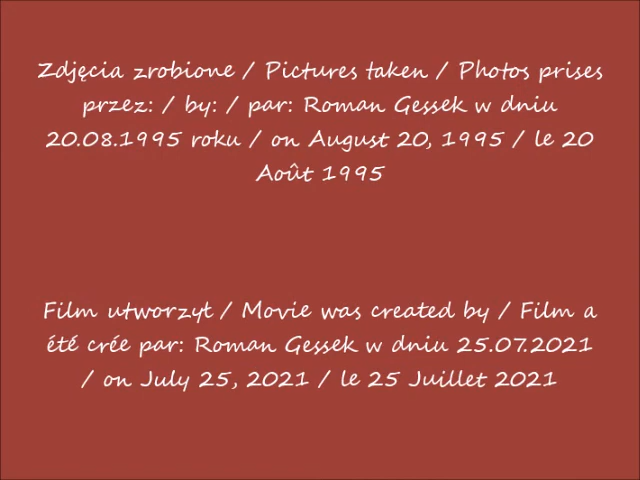 Zdjęcia zrobione / Pictures taken / Photos prises
przez: / by: / par: Roman Gessek w dniu
20.08.1995 roku / on August 20, 1995 / le 20
Août 1995
Film utworzył / Movie was created by / Film a
été crée par: Roman Gessek w dniu 25.07.2021
/ on July 25, 2021 / le 25 Juillet 2021